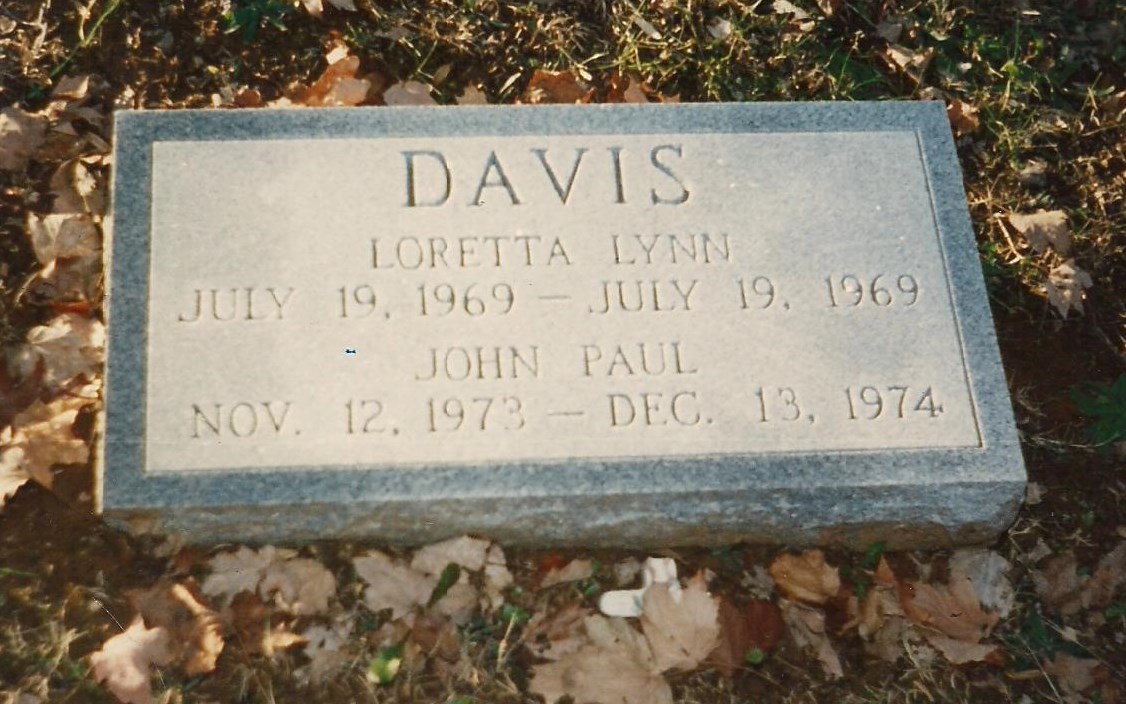 DAVIS
LORETTA LYNN
JULY 19, 1969 — JULY 19, 1969
JOHN PAUL
NOV. 12, 1973 — DEC. 13, 1974